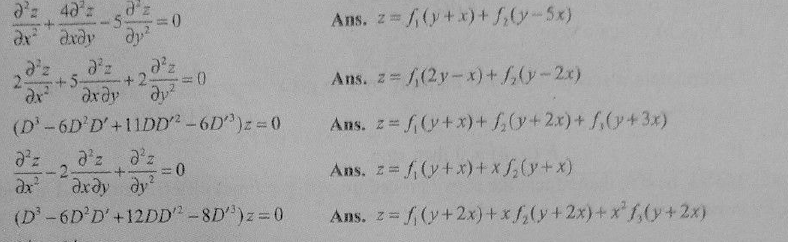 ∂²z/∂x² + 4∂²z/∂x∂y − 5 ∂²z/∂y² = 0 Ans. z = f₁(y + x) + f₂(y − 5x)
2 ∂²z/∂x² + 5 ∂²z/∂x∂y + 2 ∂²z/∂y² = 0 Ans. z = f₁(2y − x) + f₂(y − 2x)
(D³ − 6D²D′ + 11DD′² − 6D′³) z = 0 Ans. z = f₁(y + x) + f₂(y + 2x) + f₃(y + 3x)
∂²z/∂x² − 2 ∂²z/∂x∂y + ∂²z/∂y² = 0 Ans. z = f₁(y + x) + x f₂(y + x)
(D³ − 6D²D′ + 12DD′² − 8D′³) z = 0 Ans. z = f₁(y + 2x) + x f₂(y + 2x) + x² f₃(y + 2x)